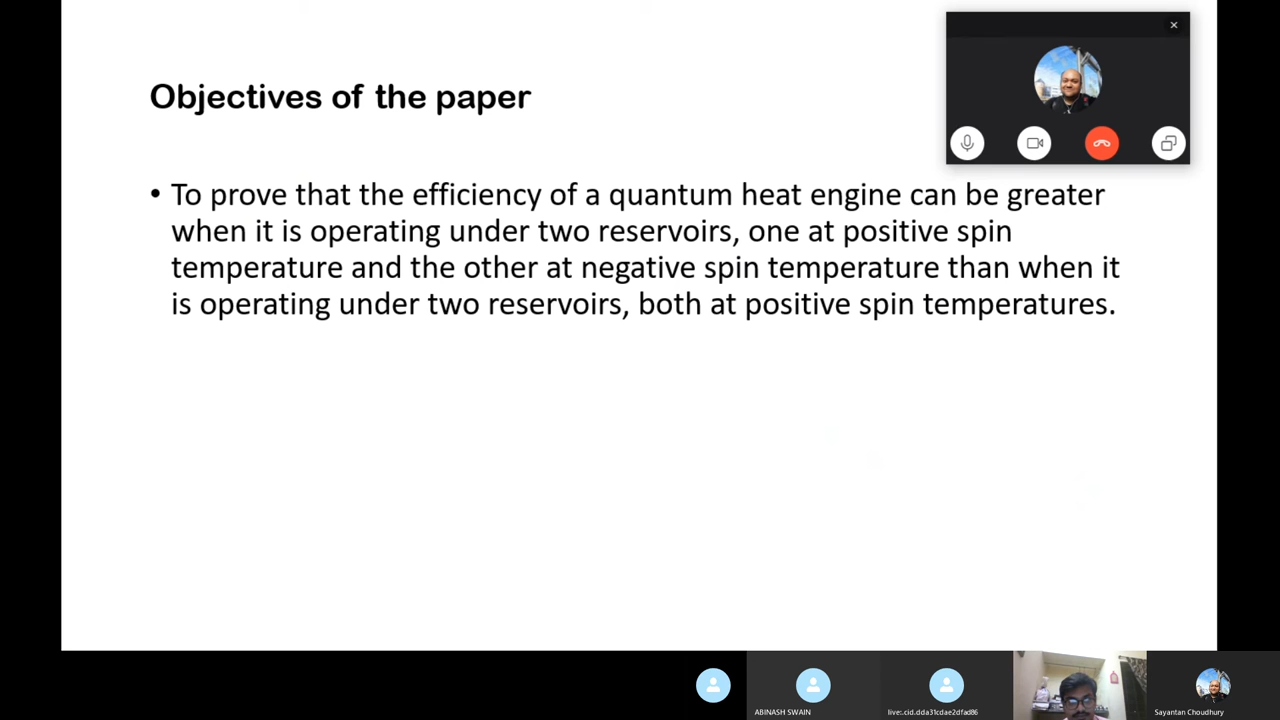 Objectives of the paper
• To prove that the efficiency of a quantum heat engine can be greater
when it is operating under two reservoirs, one at positive spin
temperature and the other at negative spin temperature than when it
is operating under two reservoirs, both at positive spin temperatures.
ABINASH SWAIN
live:.cid.dda31cdae2dfad86
Sayantan Choudhury